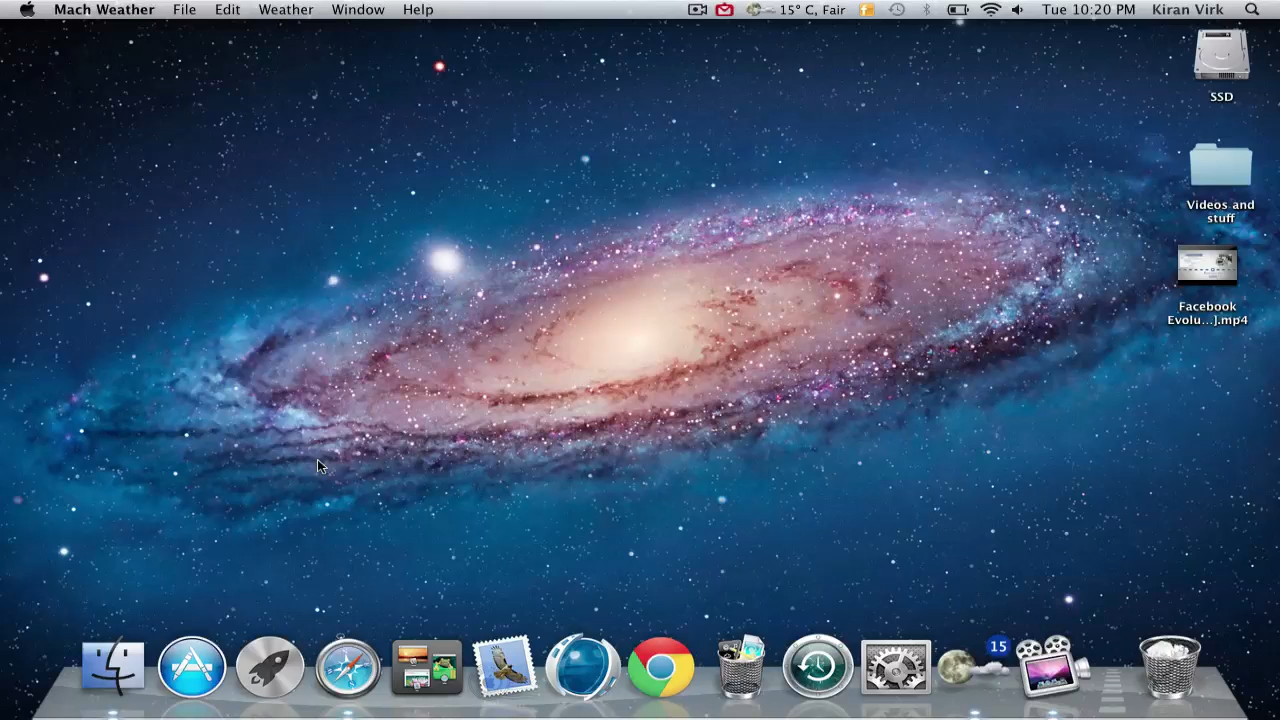 Mach Weather File Edit Weather Window Help 15° C, Fair Tue 10:20 PM Kiran Virk
SSD
Videos and
stuff
Facebook
Evolu...].mp4
15